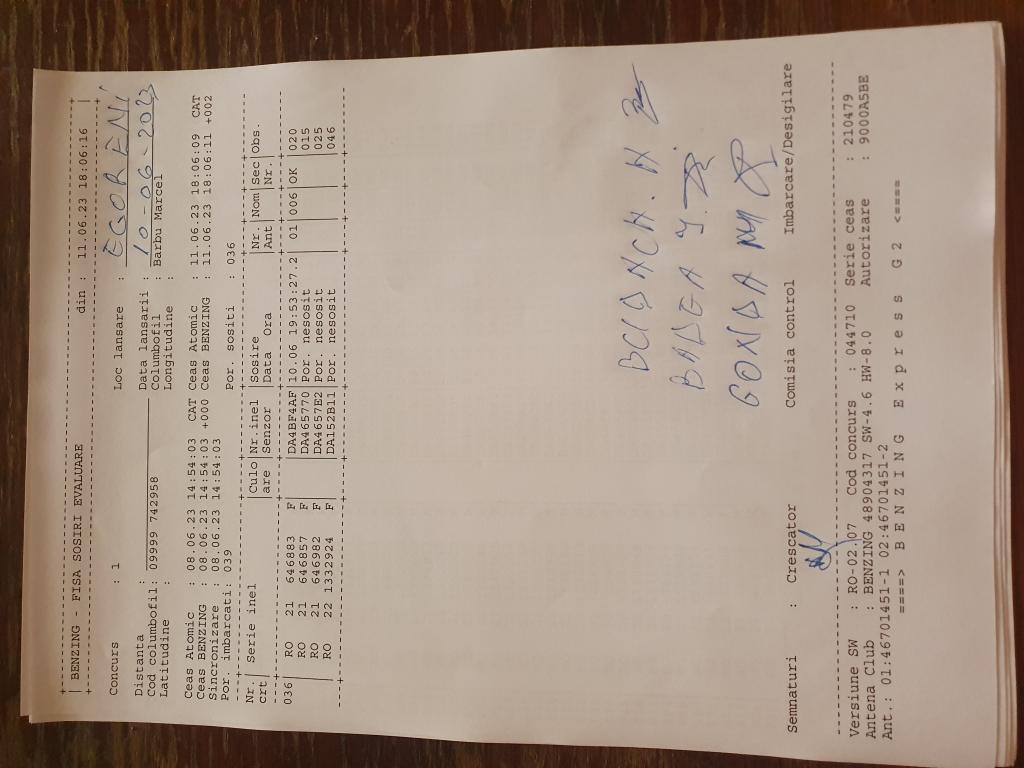 BENZING - FISA SOSIRI EVALUARE din : 11.06.23 18:06:16
Concurs : 1 Loc lansare : EGORENI
Distanta : Data lansarii : 10-06-2023
Cod columbofil: 09999 742958 Columbofil : Barbu Marcel
Latitudine : Longitudine :
Ceas Atomic : 08.06.23 14:54:03 CAT Ceas Atomic : 11.06.23 18:06:09 CAT
Ceas BENZING : 08.06.23 14:54:03 +000 Ceas BENZING : 11.06.23 18:06:11 +002
Sincronizare : 08.06.23 14:54:03
Por. imbarcati: 039 Por. sositi : 036
Nr. Serie inel |Culo|Nr.inel |Sosire |Nr.|Nom|Sec|Obs.
crt |are |Senzor |Data Ora |Ant|Nr.|
036 RO 21 646883 F |DA4BF4AF|10.06 19:53:27.2| 01|006|OK |020
RO 21 646857 F |DA465770|Por. nesosit |015
RO 21 646982 F |DA4657E2|Por. nesosit |025
RO 22 1332924 F |DA152B11|Por. nesosit |046
BADEA
Semnaturi : Crescator Comisia control Imbarcare/Desigilare
Versiune SW : RO-02.07 Cod concurs : 044710 Serie ceas : 210479
Antena Club : BENZING 48904317 SW-4.6 HW-8.0 Autorizare : 9000A5BE
Ant.: 01:46701451-1 02:46701451-2
====> BENZING Express G2 <====